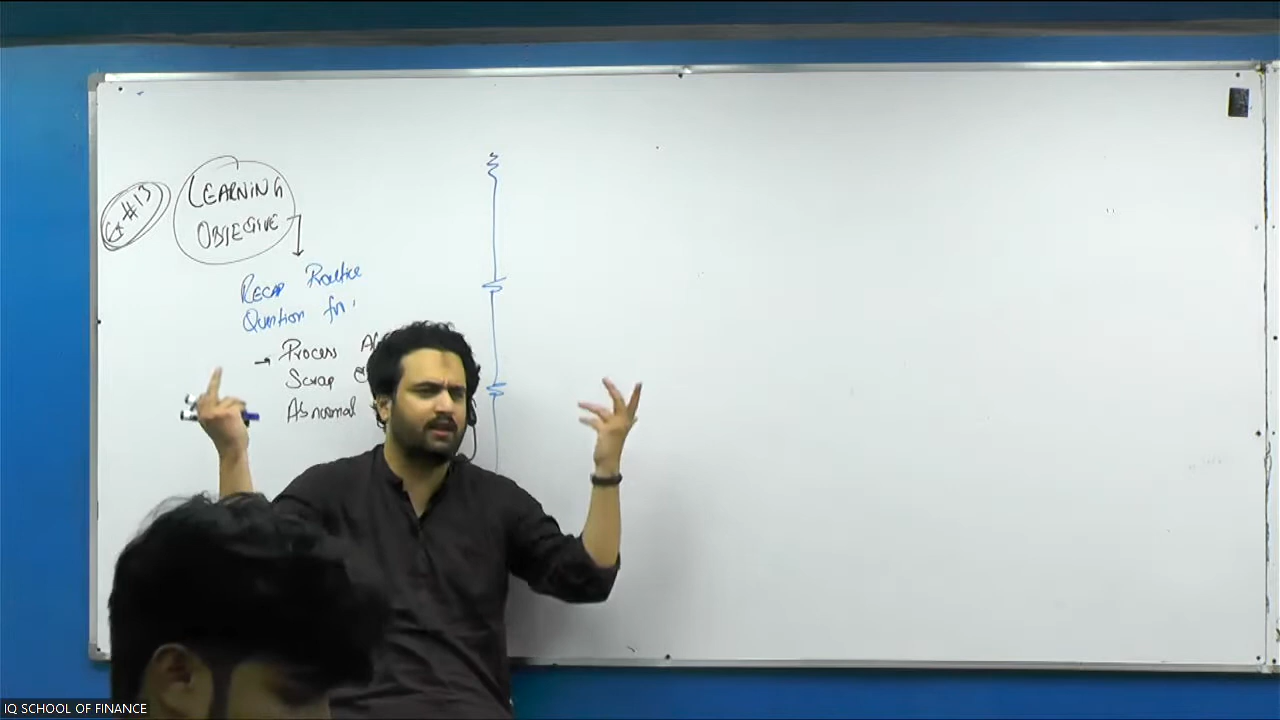 #13
LEARNING
OBJECTIVE
RECAP Practice
Question for:
→ Process
Scrap
Abnormal
IQ SCHOOL OF FINANCE